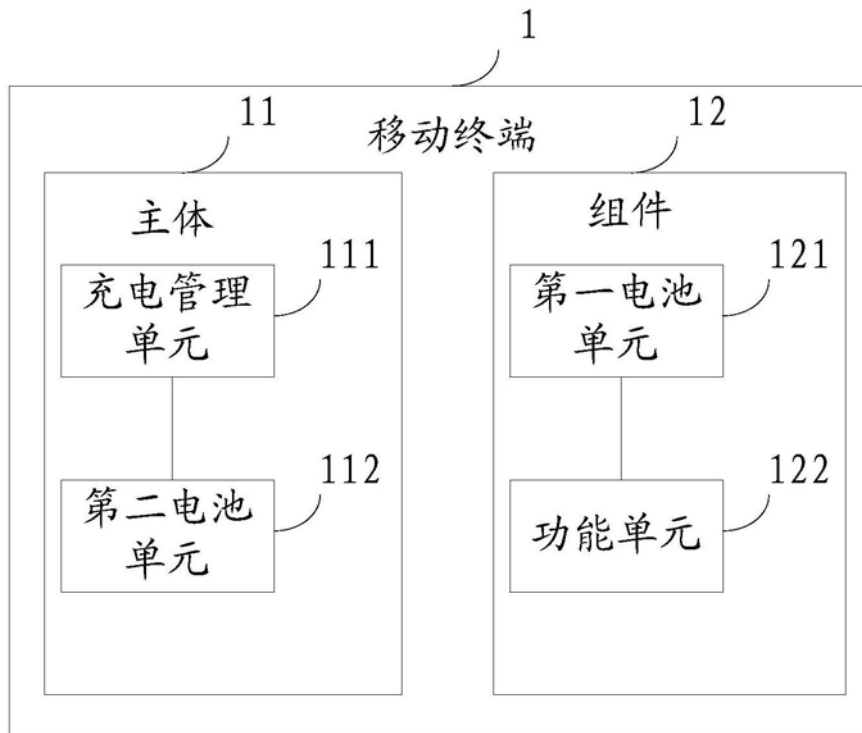 1
移动终端
11
12
主体
组件
111
充电管理
单元
121
第一电池
单元
112
第二电池
单元
122
功能单元